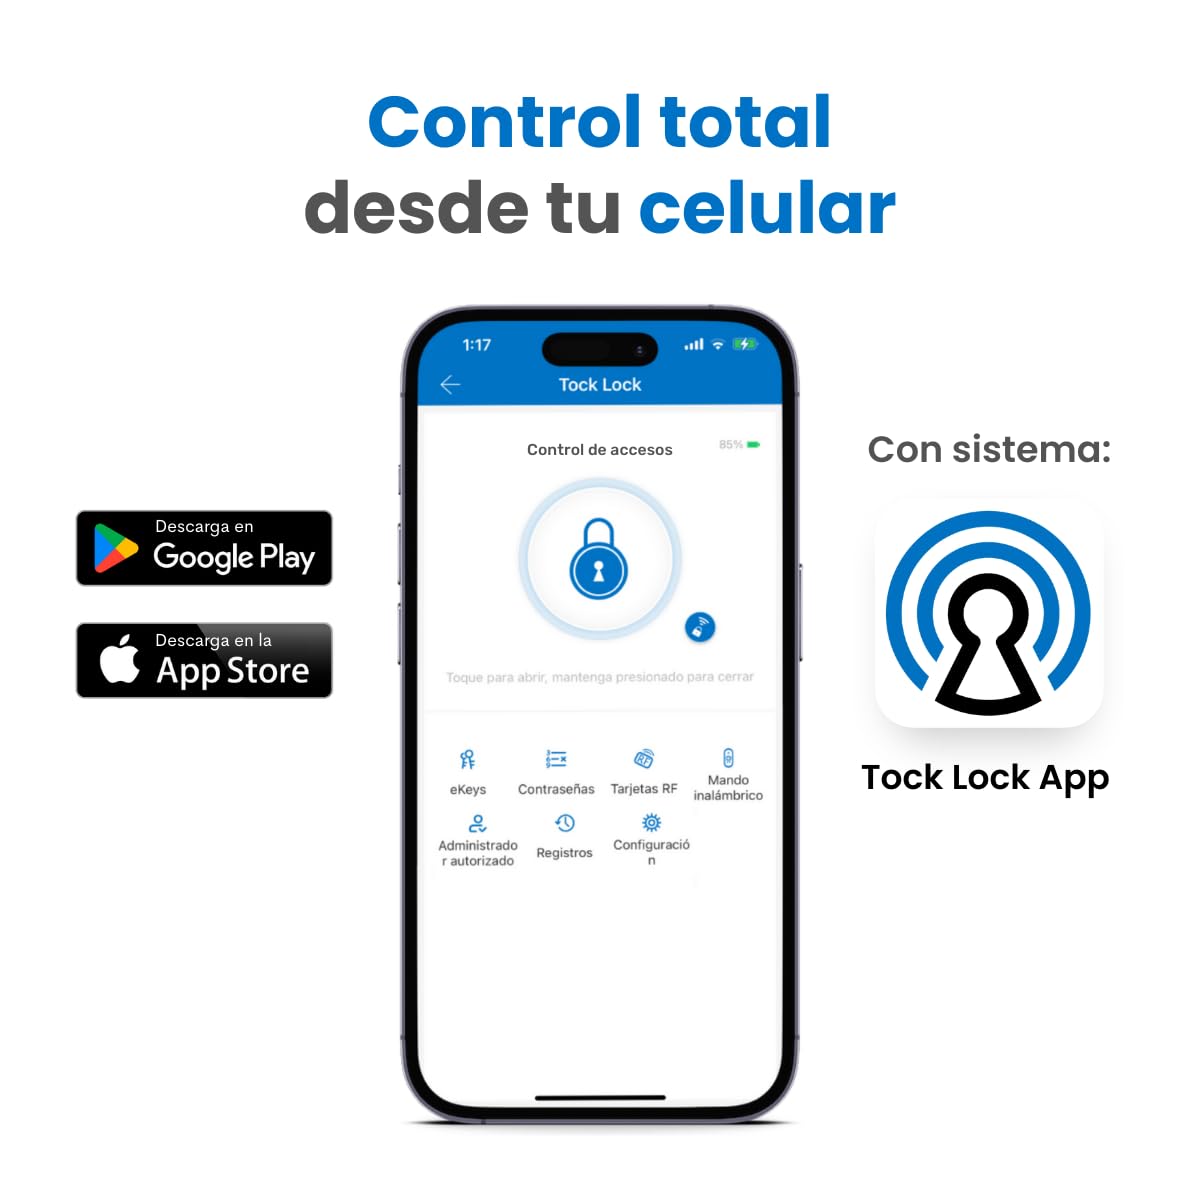 Control total
desde tu celular
1:17
Tock Lock
Control de accesos
85%
Toque para abrir, mantenga presionado para cerrar
eKeys
Contraseñas
Tarjetas RF
Mando
inalámbrico
Administrado
r autorizado
Registros
Configuració
n
Descarga en
Google Play
Descarga en la
App Store
Con sistema:
Tock Lock App